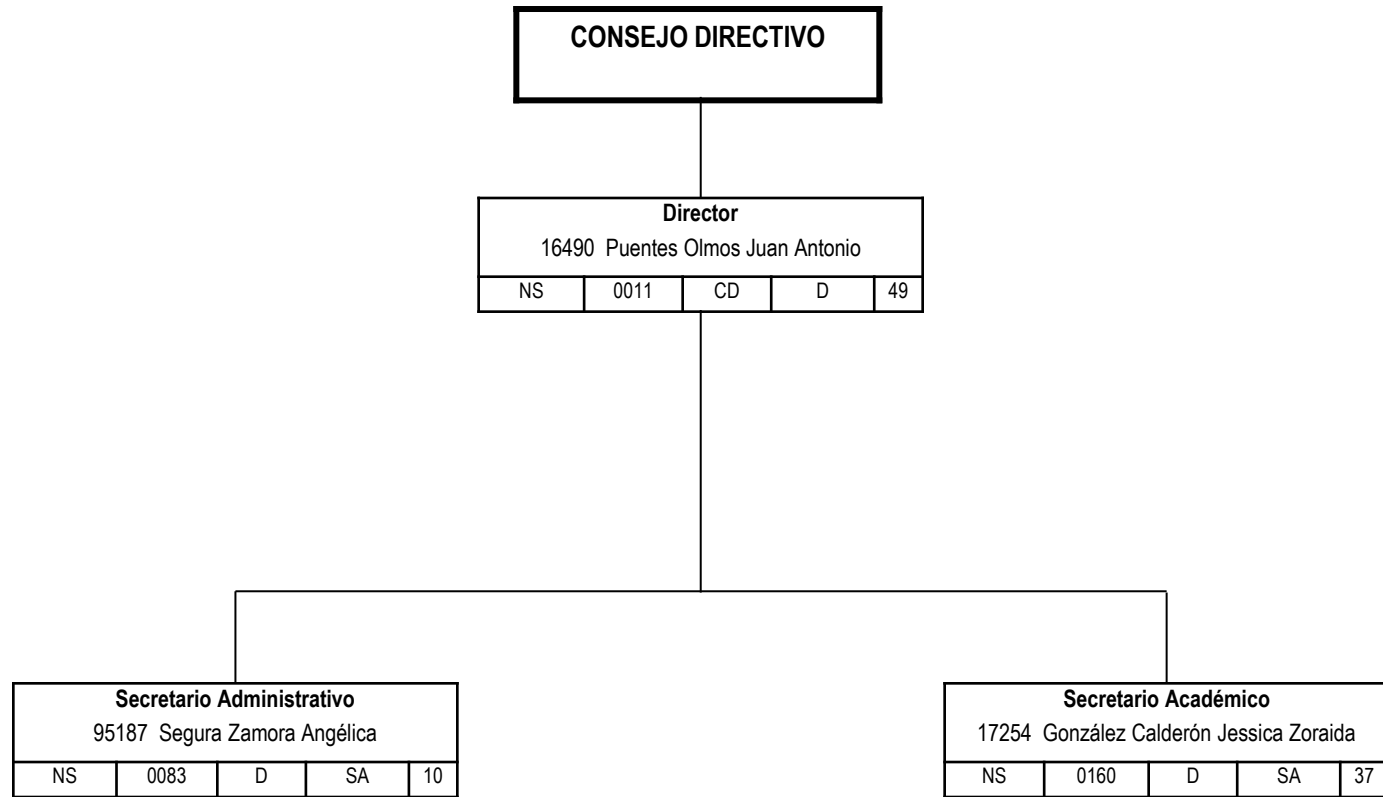 CONSEJO DIRECTIVO
Director
16490 Puentes Olmos Juan Antonio
NS 0011 CD D 49
Secretario Administrativo
95187 Segura Zamora Angélica
NS 0083 D SA 10
Secretario Académico
17254 González Calderón Jessica Zoraida
NS 0160 D SA 37